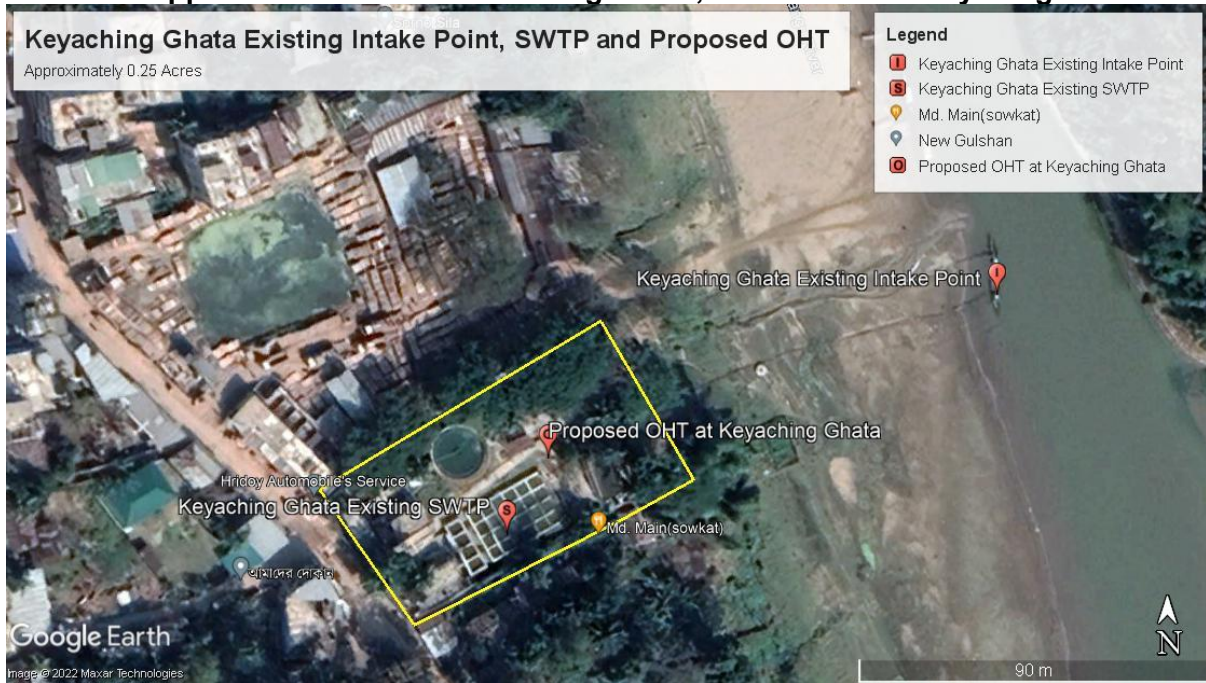 Keyaching Ghata Existing Intake Point, SWTP and Proposed OHT
Approximately 0.25 Acres
Legend
Keyaching Ghata Existing Intake Point
Keyaching Ghata Existing SWTP
Md. Main(sowkat)
New Gulshan
Proposed OHT at Keyaching Ghata
Keyaching Ghata Existing Intake Point
I
Proposed OHT at Keyaching Ghata
Hridoy Automobile's Service
Keyaching Ghata Existing SWTP
S
Md. Main(sowkat)
আমাদের দোকান
Google Earth
Image © 2022 Maxar Technologies
N
90 m